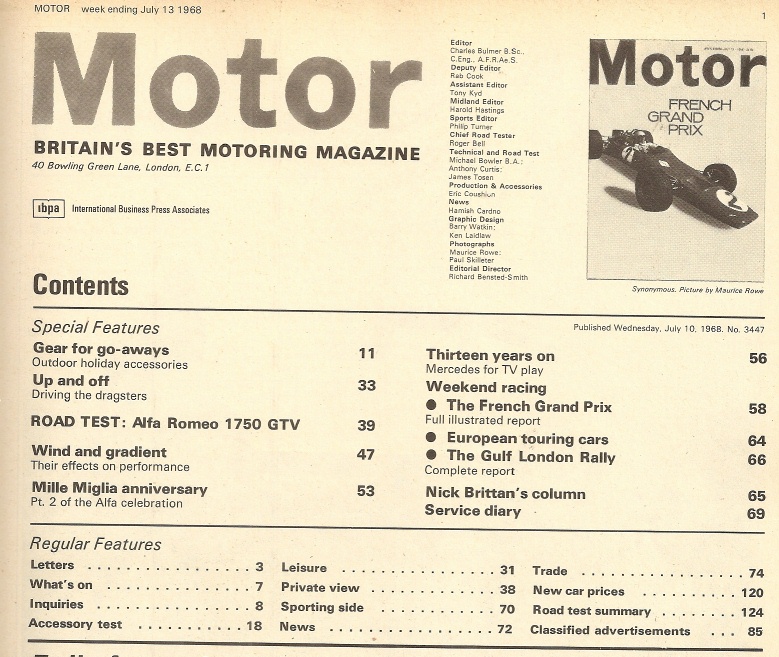 MOTOR week ending July 13 1968
1
Motor
BRITAIN'S BEST MOTORING MAGAZINE
40 Bowling Green Lane, London, E.C.1
ibpa International Business Press Associates
Editor
Charles Bulmer B.Sc.,
C.Eng., A.F.R.Ae.S.
Deputy Editor
Rab Cook
Assistant Editor
Tony Kyd
Midland Editor
Harold Hastings
Sports Editor
Philip Turner
Chief Road Tester
Roger Bell
Technical and Road Test
Michael Bowler B.A.:
Anthony Curtis:
James Tosen
Production & Accessories
Eric Coushiun
News
Hamish Cardno
Graphic Design
Barry Watkin:
Ken Laidlaw
Photographs
Maurice Rowe:
Paul Skilleter
Editorial Director
Richard Bensted-Smith
Motor
FRENCH
GRAND
PRIX
2
Synonymous. Picture by Maurice Rowe
Contents
Published Wednesday, July 10, 1968. No. 3447
Special Features
Gear for go-aways 11
Outdoor holiday accessories
Up and off 33
Driving the dragsters
ROAD TEST: Alfa Romeo 1750 GTV 39
Wind and gradient 47
Their effects on performance
Mille Miglia anniversary 53
Pt. 2 of the Alfa celebration
Thirteen years on 56
Mercedes for TV play
Weekend racing
● The French Grand Prix 58
Full illustrated report
● European touring cars 64
● The Gulf London Rally 66
Complete report
Nick Brittan's column 65
Service diary 69
Regular Features
Letters . . . . . . . . . . . . . . . . . 3
What's on . . . . . . . . . . . . . . . 7
Inquiries . . . . . . . . . . . . . . . . . 8
Accessory test . . . . . . . . . . . 18
Leisure . . . . . . . . . . . . . . . . 31
Private view . . . . . . . . . . . . . 38
Sporting side . . . . . . . . . . . . 70
News . . . . . . . . . . . . . . . . . . 72
Trade . . . . . . . . . . . . . . . . . 74
New car prices . . . . . . . . . . 120
Road test summary . . . . . . . 124
Classified advertisements . . . 85